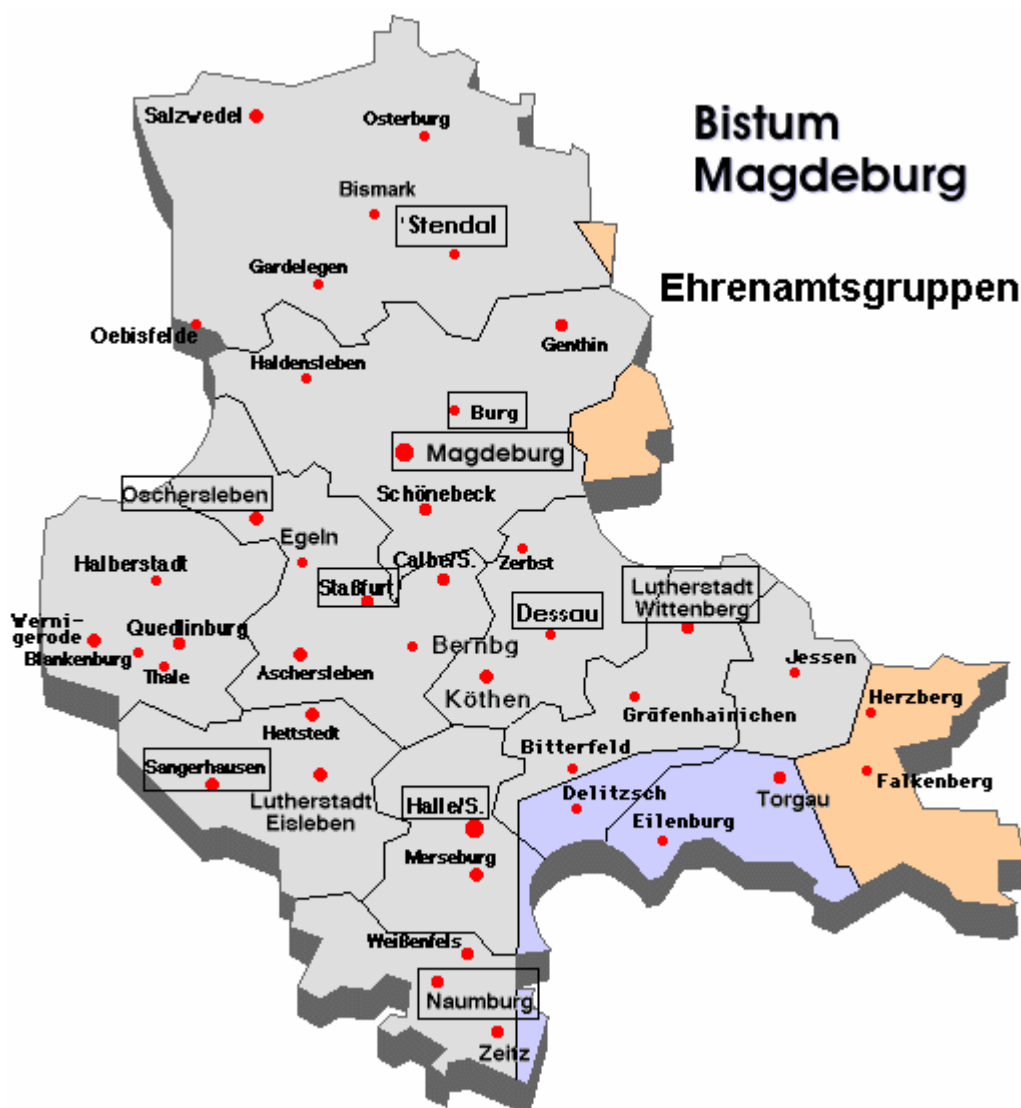 Bistum
Magdeburg
Ehrenamtsgruppen
Salzwedel
Osterburg
Bismark
'Stendal
Gardelegen
Oebisfelde
Genthin
Haldensleben
Burg
Magdeburg
Oschersleben
Schönebeck
Egeln
Calbe/S.
Zerbst
Halberstadt
Staßfurt
Lutherstadt
Wittenberg
Dessau
Werni-
gerode
Quedlinburg
Blankenburg
Thale
Aschersleben
Bernbg
Köthen
Jessen
Gräfenhainichen
Herzberg
Hettstedt
Bitterfeld
Sangerhausen
Falkenberg
Lutherstadt
Eisleben
Halle/S.
Delitzsch
Torgau
Eilenburg
Merseburg
Weißenfels
Naumburg
Zeitz